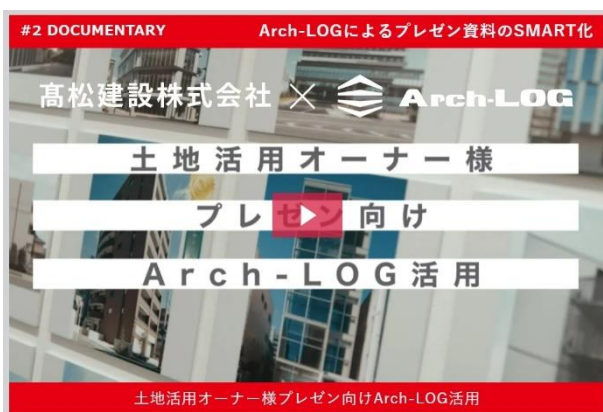 #2 DOCUMENTARY Arch-LOGによるプレゼン資料のSMART化
髙松建設株式会社 × Arch-LOG
土地活用オーナー様
プレゼン向け
Arch-LOG活用
土地活用オーナー様プレゼン向けArch-LOG活用